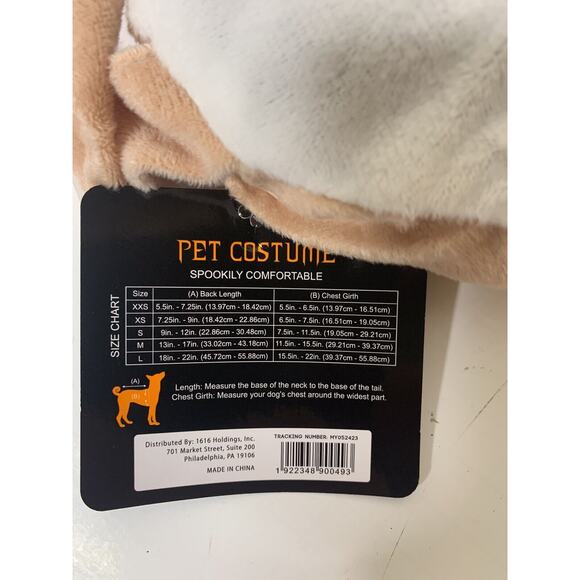 PET COSTUME
SPOOKILY COMFORTABLE
SIZE CHART
Size (A) Back Length (B) Chest Girth
XXS 5.5in. - 7.25in. (13.97cm - 18.42cm) 5.5in. - 6.5in. (13.97cm - 16.51cm)
XS 7.25in. - 9in. (18.42cm - 22.86cm) 6.5in. - 7.5in. (16.51cm - 19.05cm)
S 9in. - 12in. (22.86cm - 30.48cm) 7.5in. - 11.5in. (19.05cm - 29.21cm)
M 13in. - 17in. (33.02cm - 43.18cm) 11.5in. - 15.5in. (29.21cm - 39.37cm)
L 18in. - 22in. (45.72cm - 55.88cm) 15.5in. - 22in. (39.37cm - 55.88cm)
(A)
(B)
Length: Measure the base of the neck to the base of the tail.
Chest Girth: Measure your dog's chest around the widest part.
Distributed By: 1616 Holdings, Inc.
701 Market Street, Suite 200
Philadelphia, PA 19106
MADE IN CHINA
TRACKING NUMBER: MY052423
1 922348 900493